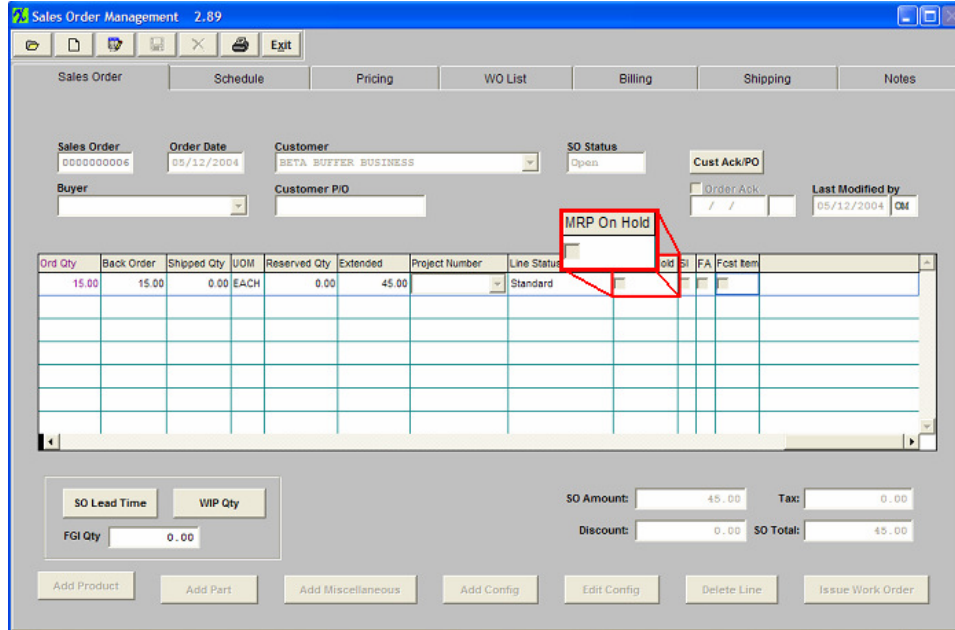 Sales Order Management 2.89
Exit
Sales Order Schedule Pricing WO List Billing Shipping Notes
Sales Order Order Date Customer SO Status
0000000006 05/12/2004 BETA BUFFER BUSINESS Open Cust Ack/PO
Buyer Customer P/O Order Ack Last Modified by
/ / 05/12/2004 OM
MRP On Hold
Ord Qty Back Order Shipped Qty UOM Reserved Qty Extended Project Number Line Status old SI FA Fcst Item
15.00 15.00 0.00 EACH 0.00 45.00 Standard
SO Lead Time WIP Qty SO Amount: 45.00 Tax: 0.00
FGI Qty 0.00 Discount: 0.00 SO Total: 45.00
Add Product Add Part Add Miscellaneous Add Config Edit Config Delete Line Issue Work Order